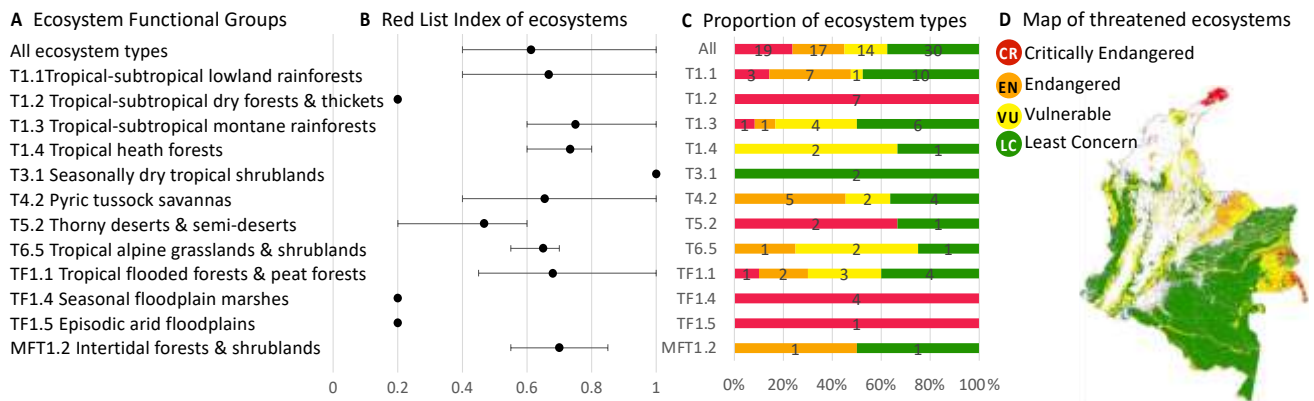 A Ecosystem Functional Groups
All ecosystem types
T1.1Tropical-subtropical lowland rainforests
T1.2 Tropical-subtropical dry forests & thickets
T1.3 Tropical-subtropical montane rainforests
T1.4 Tropical heath forests
T3.1 Seasonally dry tropical shrublands
T4.2 Pyric tussock savannas
T5.2 Thorny deserts & semi-deserts
T6.5 Tropical alpine grasslands & shrublands
TF1.1 Tropical flooded forests & peat forests
TF1.4 Seasonal floodplain marshes
TF1.5 Episodic arid floodplains
MFT1.2 Intertidal forests & shrublands
B Red List Index of ecosystems
0 0.2 0.4 0.6 0.8 1
C Proportion of ecosystem types
All 19 17 14 30
T1.1 3 7 1 10
T1.2 7
T1.3 1 1 4 6
T1.4 2 1
T3.1 2
T4.2 5 2 4
T5.2 2 1
T6.5 1 2 1
TF1.1 1 2 3 4
TF1.4 4
TF1.5 1
MFT1.2 1 1
0% 20% 40% 60% 80% 100%
D Map of threatened ecosystems
CR Critically Endangered
EN Endangered
VU Vulnerable
LC Least Concern